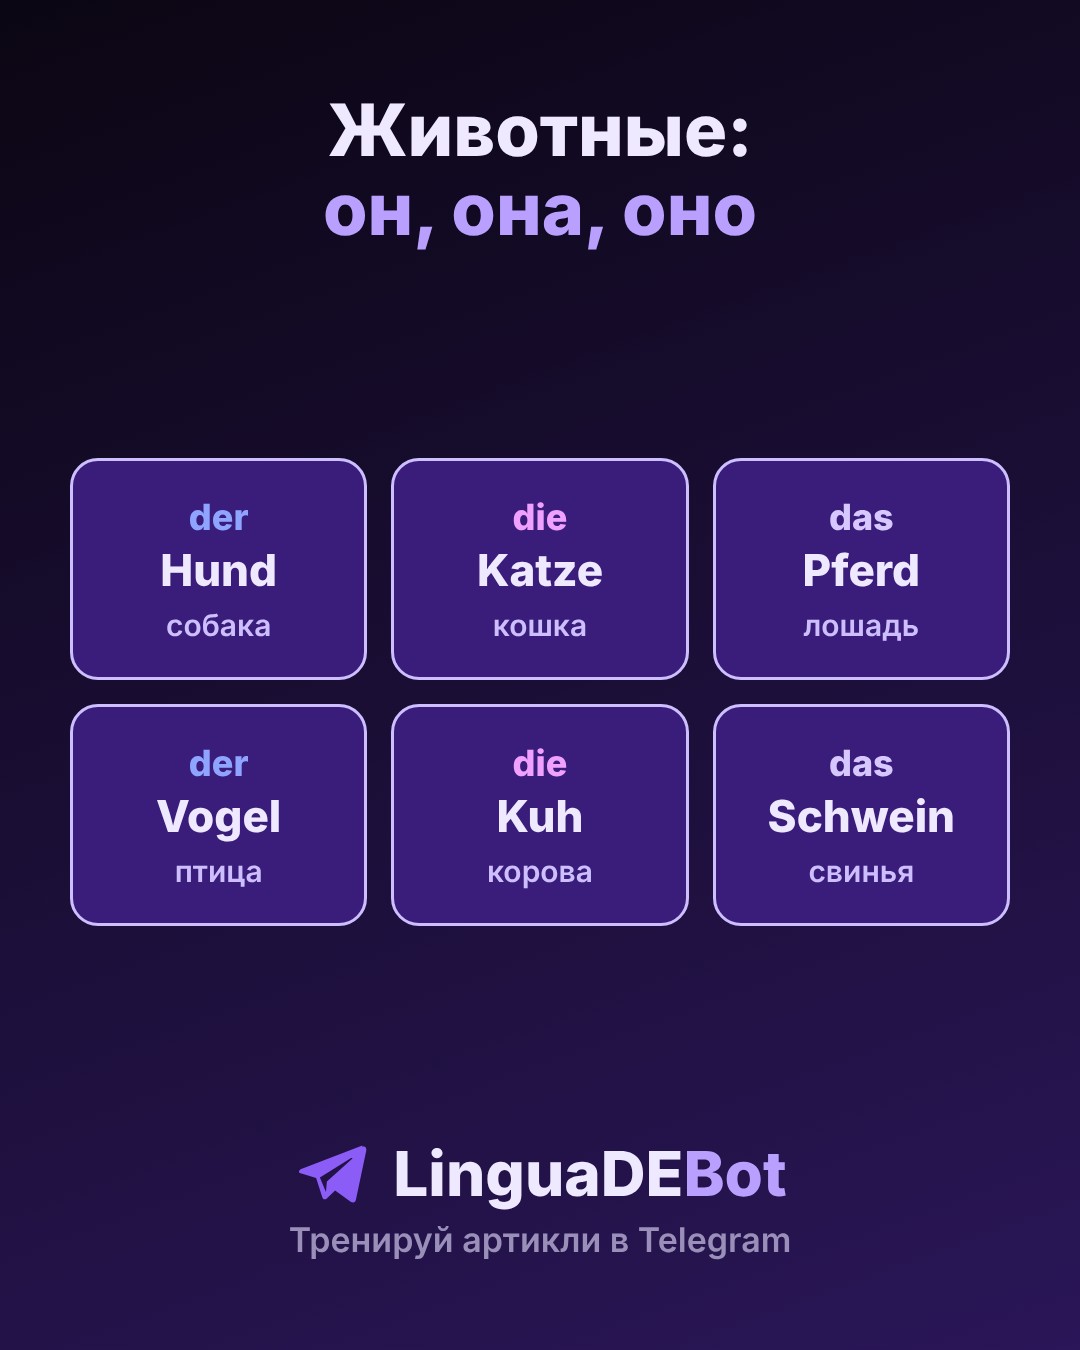 Животные:
он, она, оно
der
Hund
собака
die
Katze
кошка
das
Pferd
лошадь
der
Vogel
птица
die
Kuh
корова
das
Schwein
свинья
LinguaDEBot
Тренируй артикли в Telegram